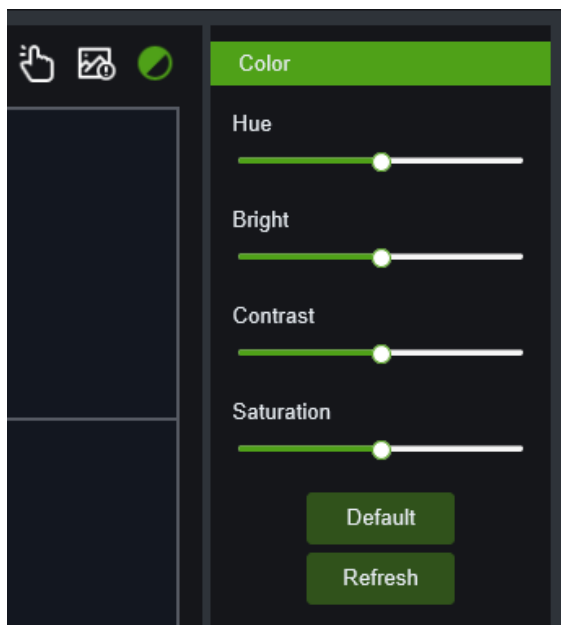 Color
Hue
Bright
Contrast
Saturation
Default
Refresh